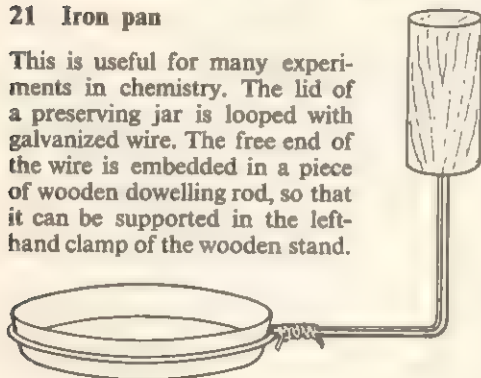 21 Iron pan
This is useful for many experi-
ments in chemistry. The lid of
a preserving jar is looped with
galvanized wire. The free end of
the wire is embedded in a piece
of wooden dowelling rod, so that
it can be supported in the left-
hand clamp of the wooden stand.